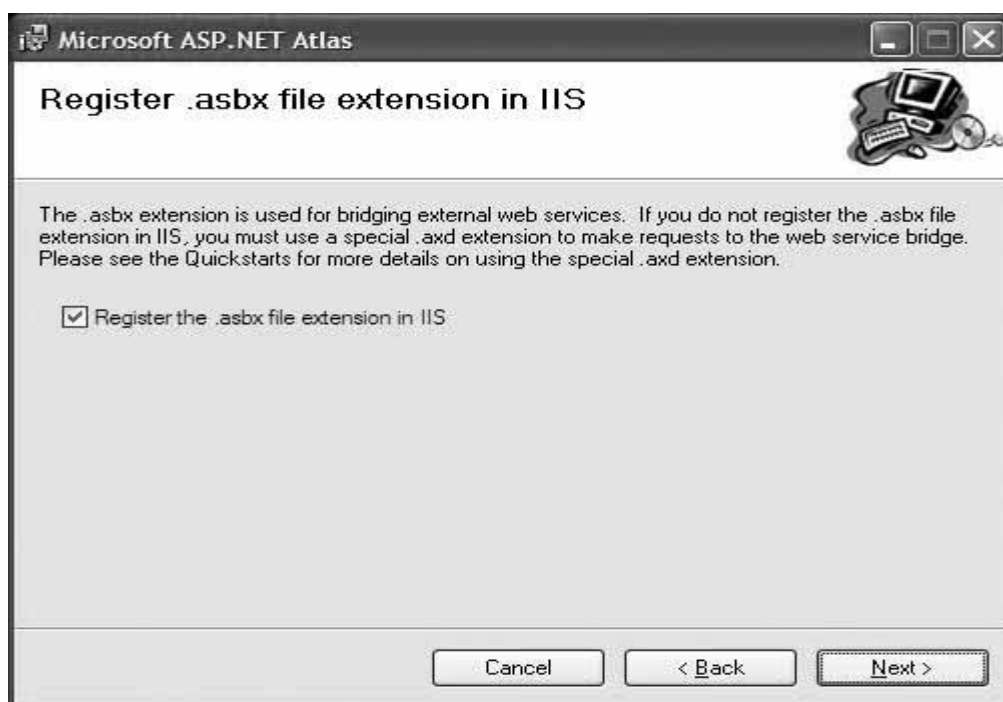 Microsoft ASP.NET Atlas
Register .asbx file extension in IIS
The .asbx extension is used for bridging external web services.  If you do not register the .asbx file
extension in IIS, you must use a special .axd extension to make requests to the web service bridge.
Please see the Quickstarts for more details on using the special .axd extension.
Register the .asbx file extension in IIS
Cancel
< Back
Next >